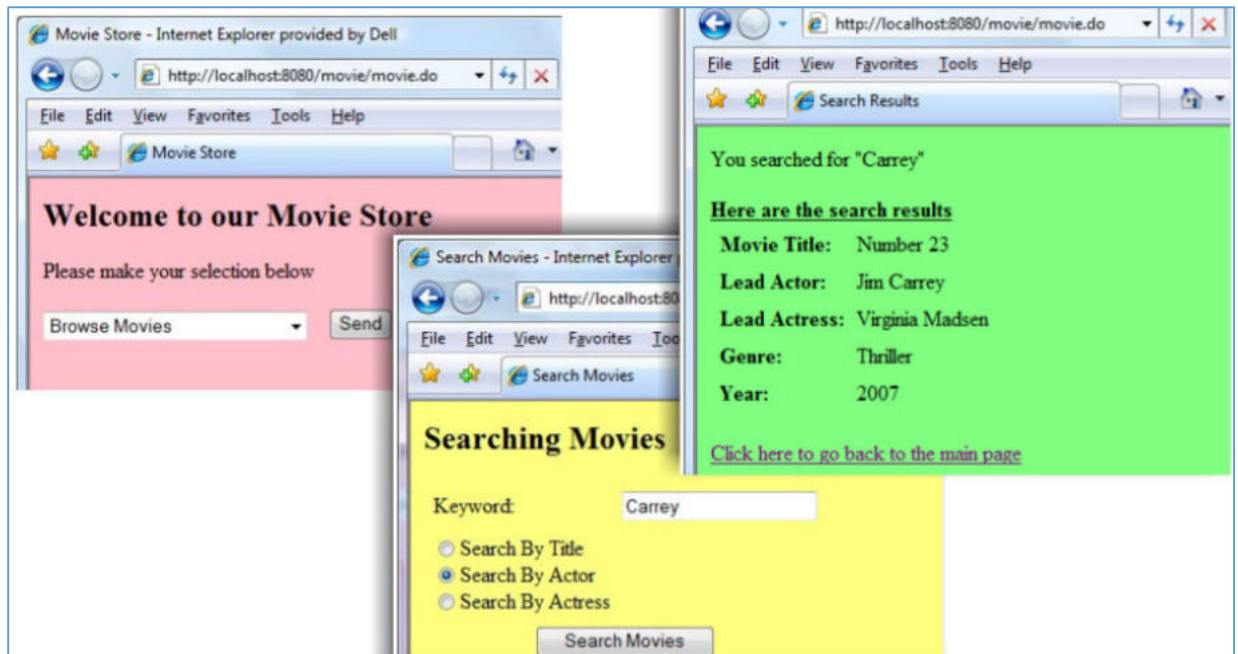 Movie Store - Internet Explorer provided by Dell
http://localhost:8080/movie/movie.do
File Edit View Favorites Tools Help
Movie Store
Welcome to our Movie Store
Please make your selection below
Browse Movies Send
Search Movies - Internet Explorer
http://localhost:80
File Edit View Favorites Too
Search Movies
Searching Movies
Keyword: Carrey
Search By Title
Search By Actor
Search By Actress
Search Movies
http://localhost:8080/movie/movie.do
File Edit View Favorites Tools Help
Search Results
You searched for "Carrey"
Here are the search results
Movie Title: Number 23
Lead Actor: Jim Carrey
Lead Actress: Virginia Madsen
Genre: Thriller
Year: 2007
Click here to go back to the main page